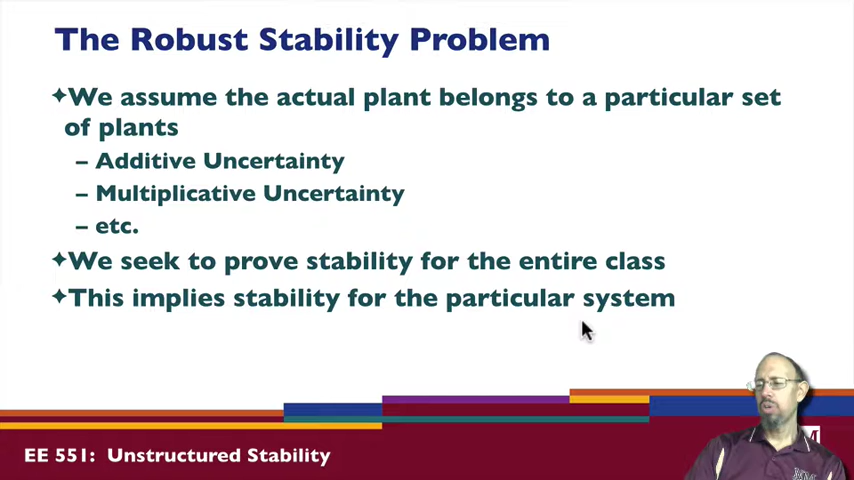 The Robust Stability Problem
✦We assume the actual plant belongs to a particular set
of plants
– Additive Uncertainty
– Multiplicative Uncertainty
– etc.
✦We seek to prove stability for the entire class
✦This implies stability for the particular system
EE 551: Unstructured Stability